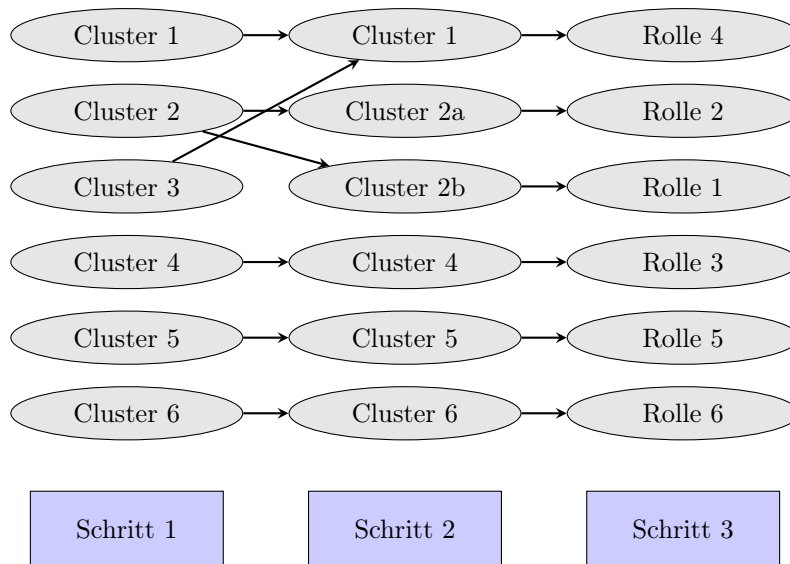 Cluster 1 Cluster 1 Rolle 4
Cluster 2 Cluster 2a Rolle 2
Cluster 3 Cluster 2b Rolle 1
Cluster 4 Cluster 4 Rolle 3
Cluster 5 Cluster 5 Rolle 5
Cluster 6 Cluster 6 Rolle 6
Schritt 1 Schritt 2 Schritt 3